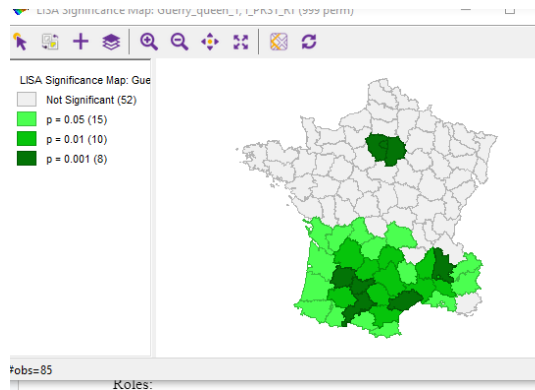 LISA Significance Map: Guerry_queen_1, I_PRST_RT (999 perm)
LISA Significance Map: Gue
Not Significant (52)
p = 0.05 (15)
p = 0.01 (10)
p = 0.001 (8)
#obs=85
Roles: